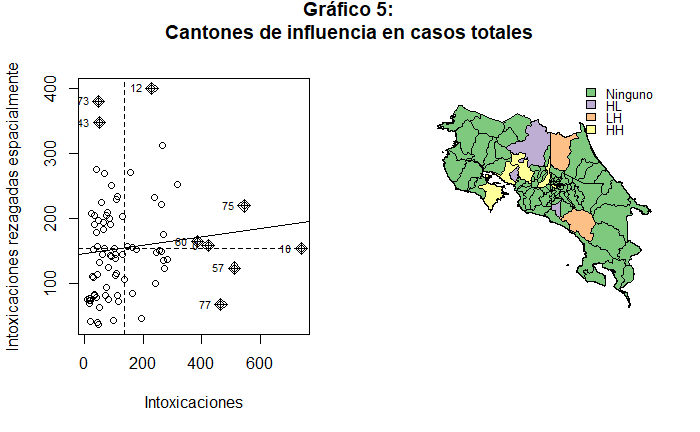 Gráfico 5:
Cantones de influencia en casos totales
Intoxicaciones rezagadas espacialmente
400
300
200
100
12
73
43
75
80
10
57
77
0
200
400
600
Intoxicaciones
Ninguno
HL
LH
HH